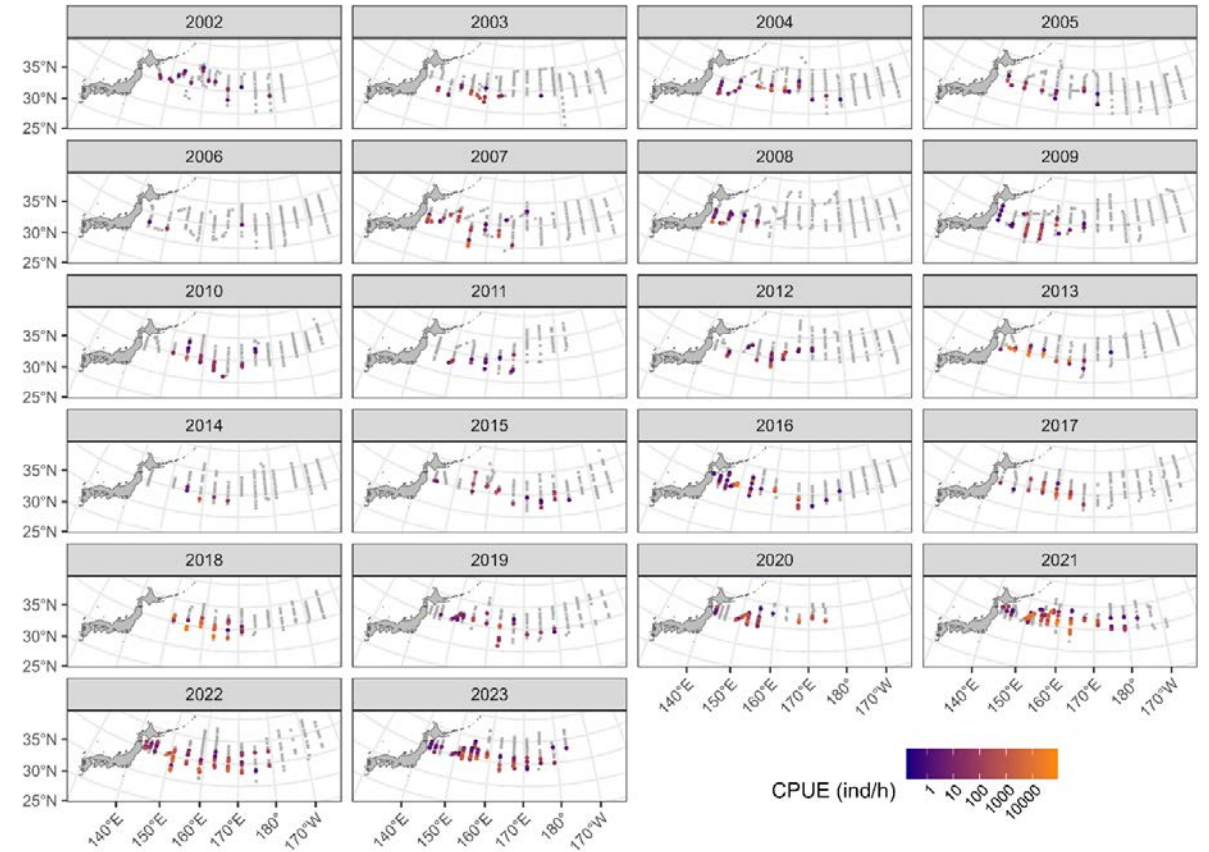 2002 2003 2004 2005
35°N
30°N
25°N
2006 2007 2008 2009
35°N
30°N
25°N
2010 2011 2012 2013
35°N
30°N
25°N
2014 2015 2016 2017
35°N
30°N
25°N
2018 2019 2020 2021
35°N
30°N
25°N
140°E 150°E 160°E 170°E 180° 170°W 140°E 150°E 160°E 170°E 180° 170°W
2022 2023
35°N
30°N
25°N
CPUE (ind/h)
1 10 100 1000 10000
140°E 150°E 160°E 170°E 180° 170°W 140°E 150°E 160°E 170°E 180° 170°W